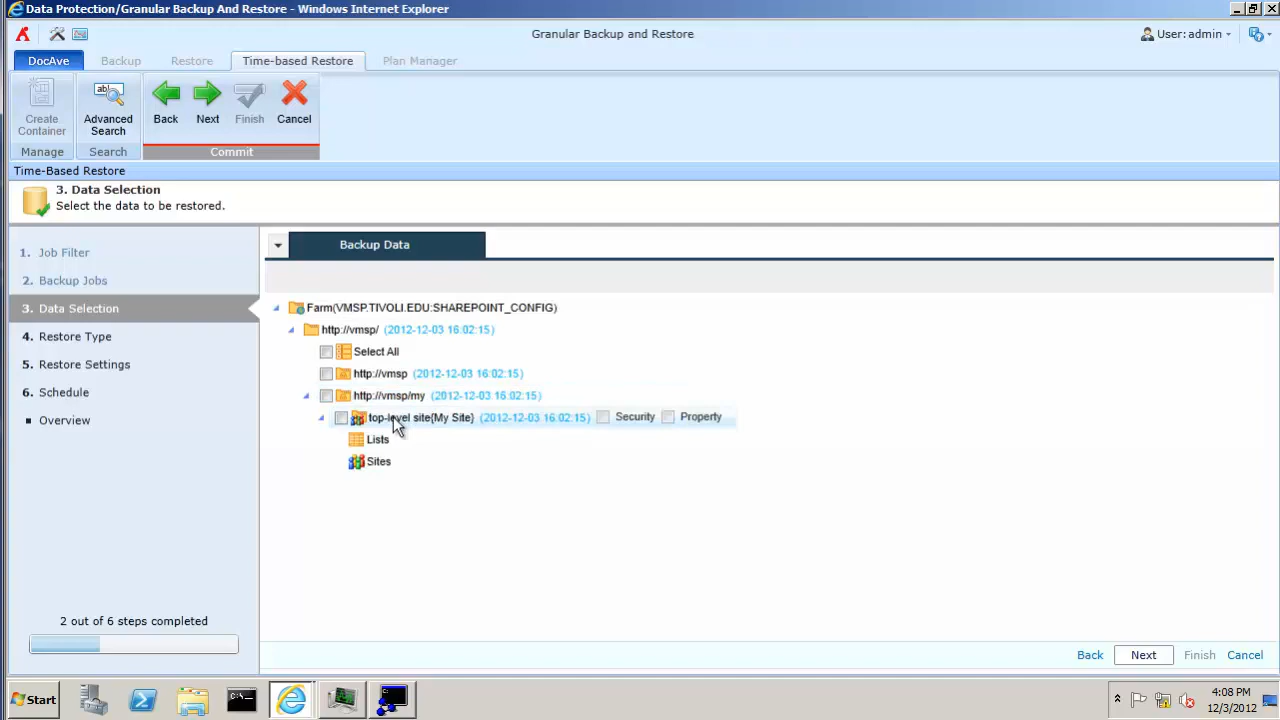 Data Protection/Granular Backup And Restore - Windows Internet Explorer
Granular Backup and Restore
User: admin
DocAve
Backup
Restore
Time-based Restore
Plan Manager
Create Container
Advanced Search
Back
Next
Finish
Cancel
Manage
Search
Commit
Time-Based Restore
3. Data Selection
Select the data to be restored.
1. Job Filter
2. Backup Jobs
3. Data Selection
4. Restore Type
5. Restore Settings
6. Schedule
Overview
2 out of 6 steps completed
Backup Data
Farm(VMSP.TIVOLI.EDU:SHAREPOINT_CONFIG)
http://vmsp/ (2012-12-03 16:02:15)
Select All
http://vmsp (2012-12-03 16:02:15)
http://vmsp/my (2012-12-03 16:02:15)
top-level site{My Site} (2012-12-03 16:02:15) Security Property
Lists
Sites
Back Next Finish Cancel
Start
4:08 PM
12/3/2012